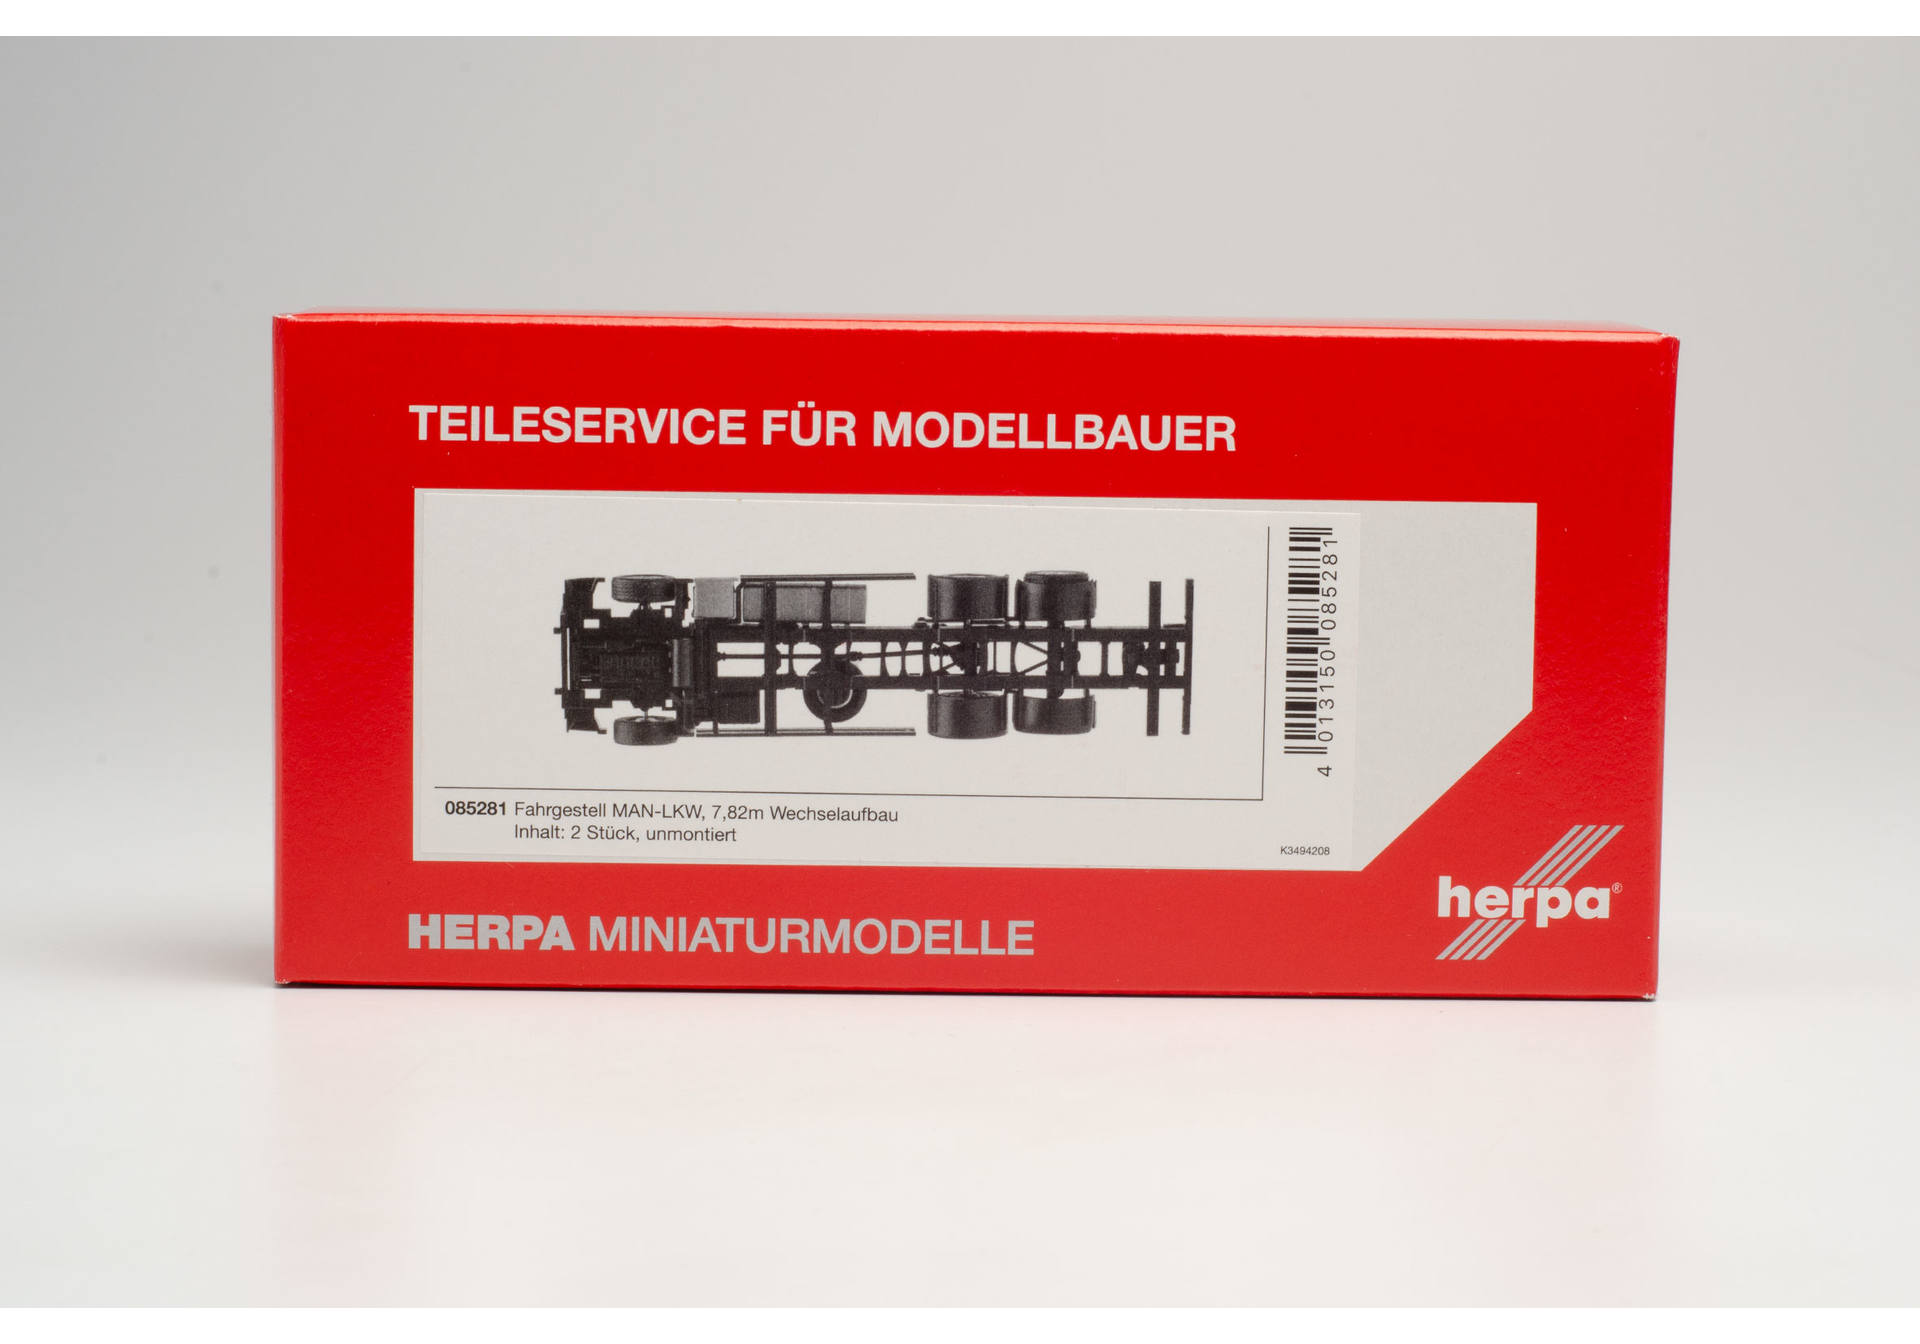 TEILESERVICE FÜR MODELLBAUER
4 013150 085281
085281 Fahrgestell MAN-LKW, 7,82m Wechselaufbau
Inhalt: 2 Stück, unmontiert
K3494208
herpa®
HERPA MINIATURMODELLE